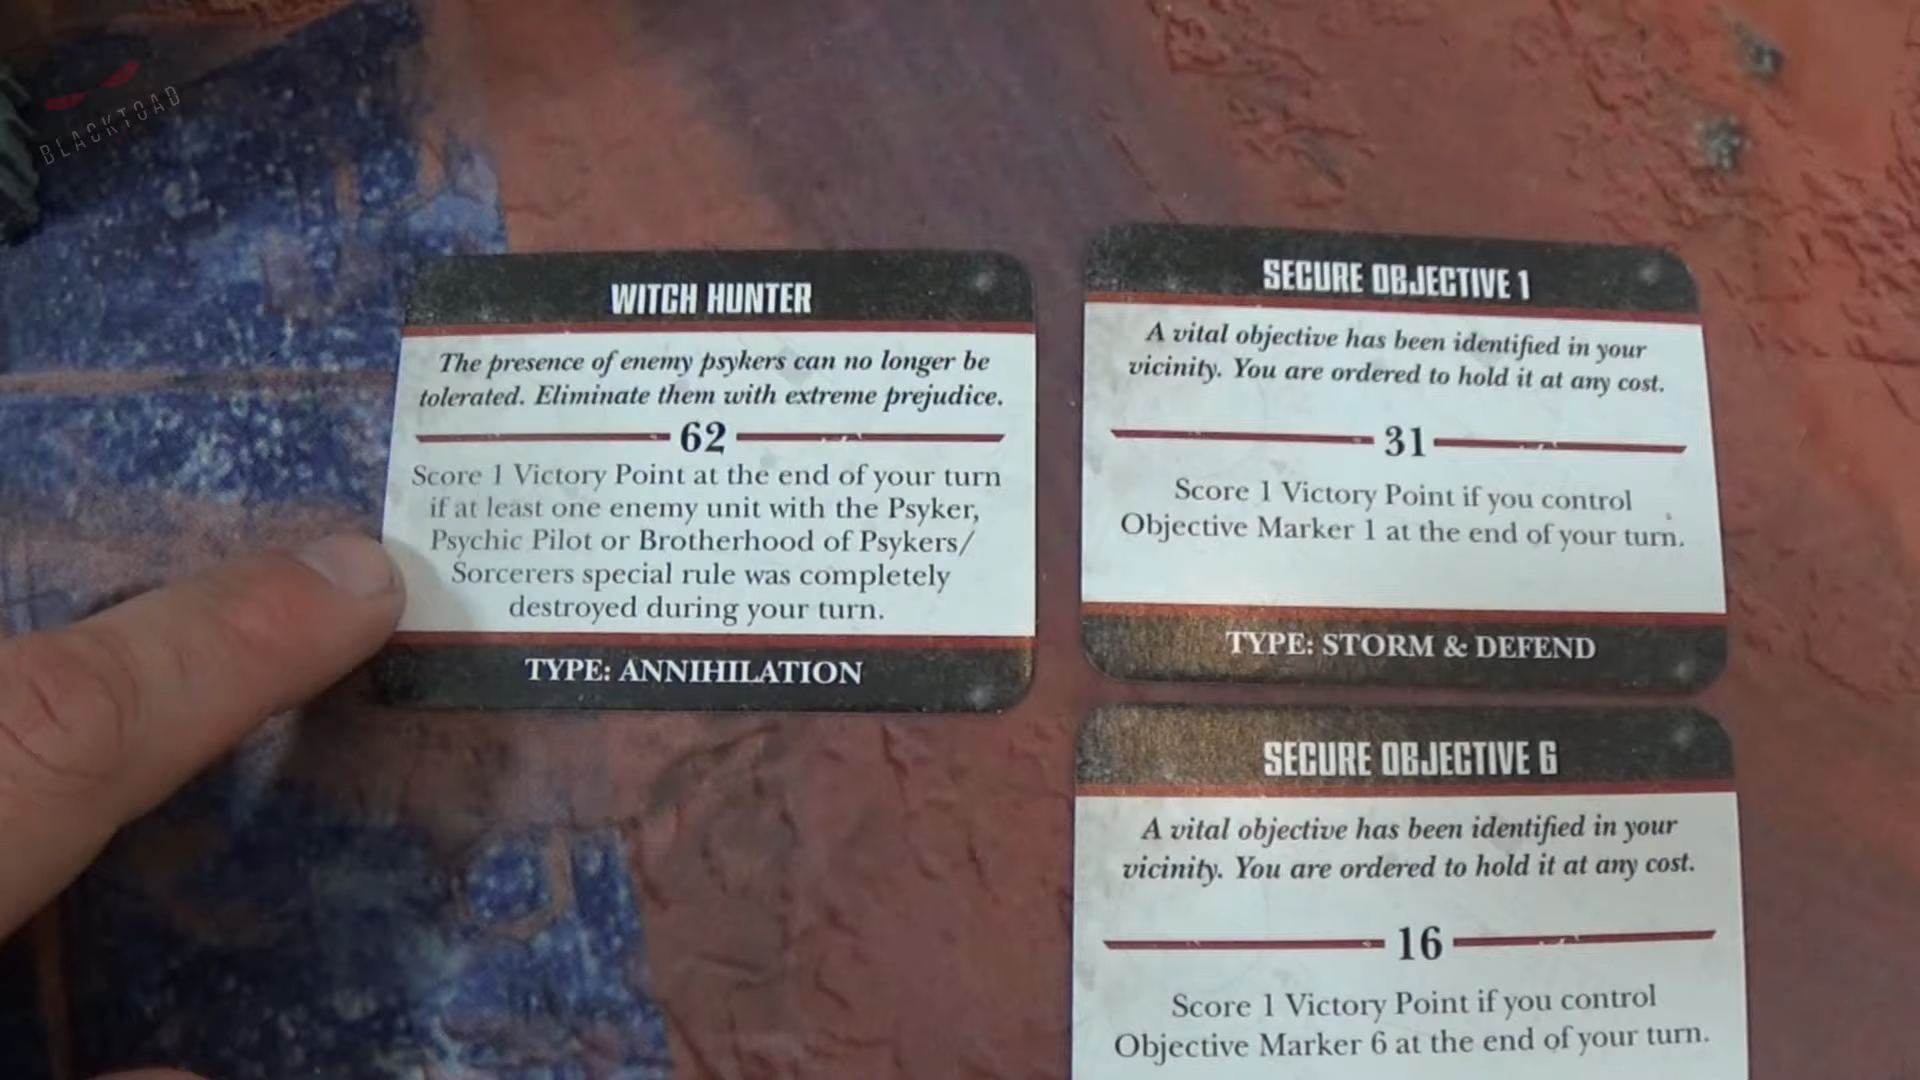 BLACKTOAD
WITCH HUNTER
The presence of enemy psykers can no longer be
tolerated. Eliminate them with extreme prejudice.
62
Score 1 Victory Point at the end of your turn
if at least one enemy unit with the Psyker,
Psychic Pilot or Brotherhood of Psykers/
Sorcerers special rule was completely
destroyed during your turn.
TYPE: ANNIHILATION
SECURE OBJECTIVE 1
A vital objective has been identified in your
vicinity. You are ordered to hold it at any cost.
31
Score 1 Victory Point if you control
Objective Marker 1 at the end of your turn.
TYPE: STORM & DEFEND
SECURE OBJECTIVE 6
A vital objective has been identified in your
vicinity. You are ordered to hold it at any cost.
16
Score 1 Victory Point if you control
Objective Marker 6 at the end of your turn.